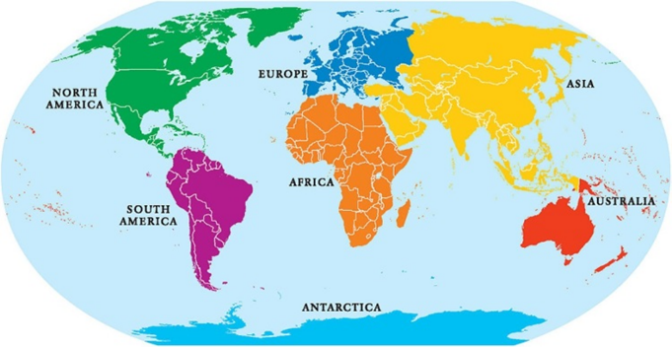 NORTH
AMERICA
EUROPE
ASIA
AFRICA
SOUTH
AMERICA
AUSTRALIA
ANTARCTICA